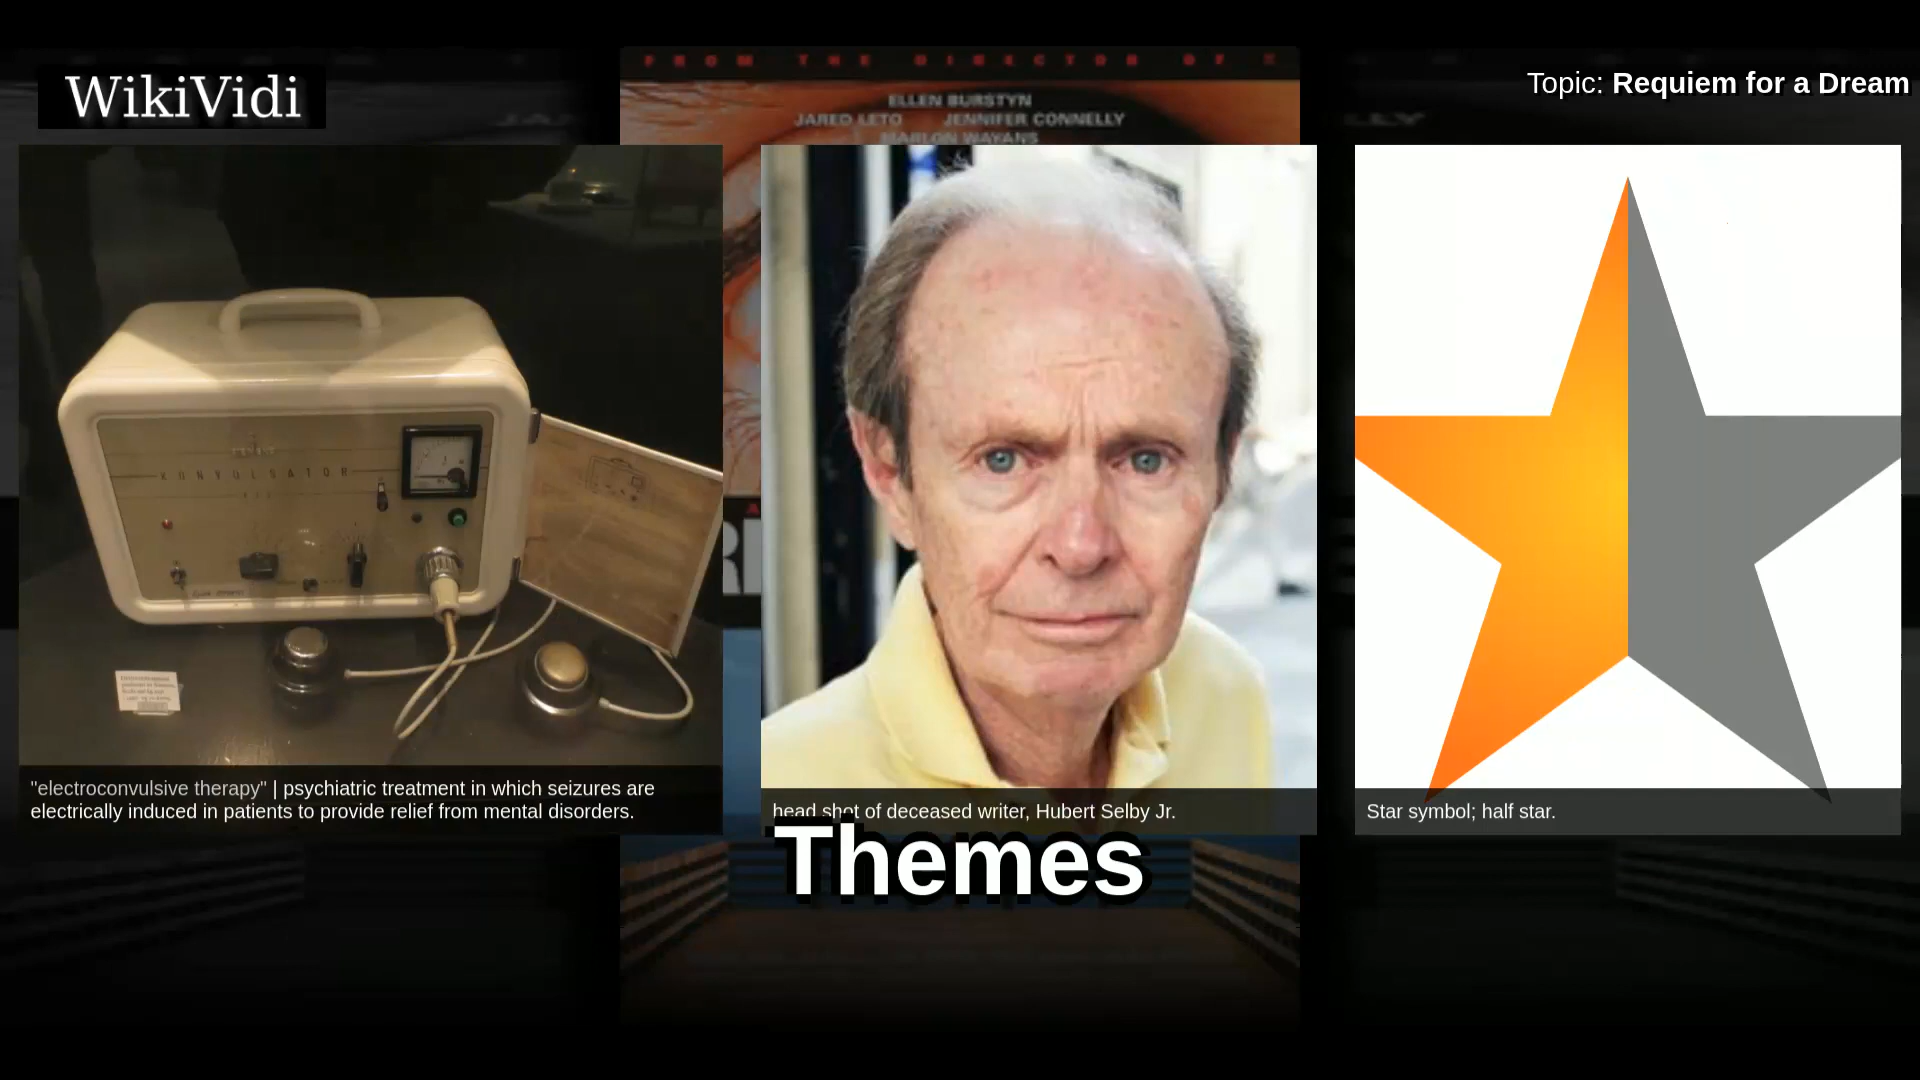 FROM THE DIRECTOR OF π
WikiVidi
Topic: Requiem for a Dream
ELLEN BURSTYN
JARED LETO JENNIFER CONNELLY
MARLON WAYANS
KONVULSATOR
"electroconvulsive therapy" | psychiatric treatment in which seizures are
electrically induced in patients to provide relief from mental disorders.
head shot of deceased writer, Hubert Selby Jr.
Star symbol; half star.
Themes